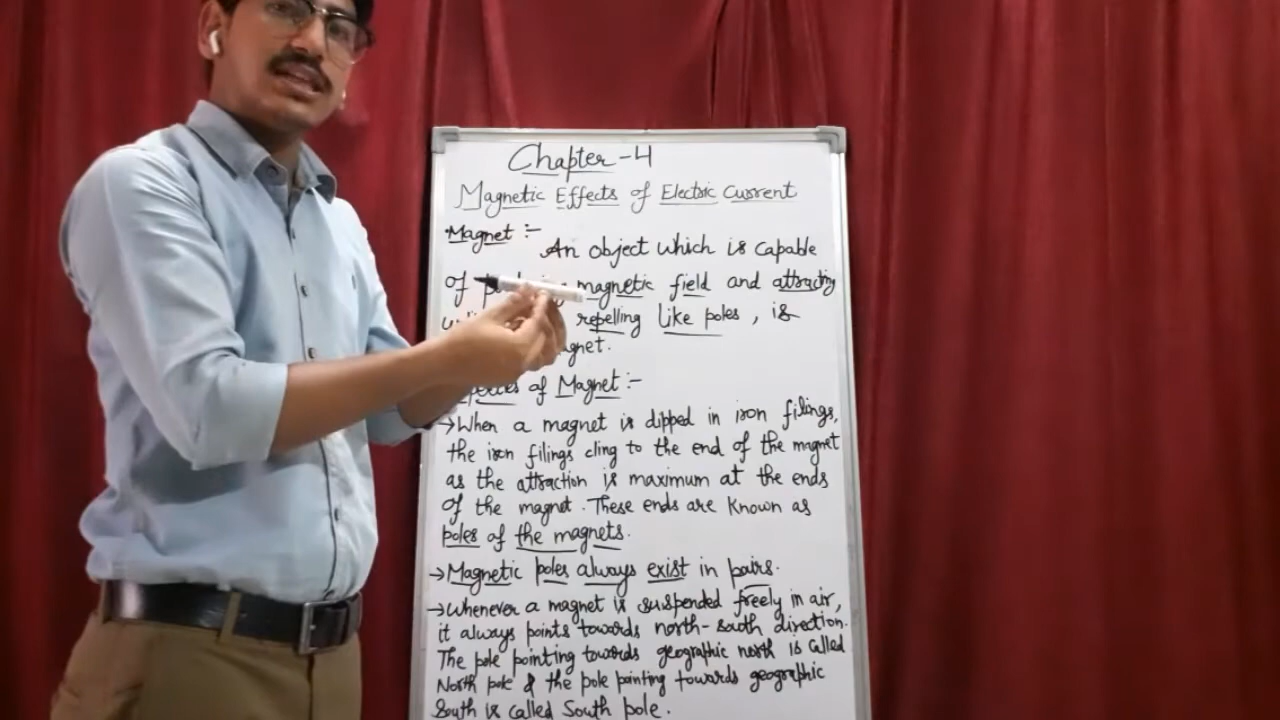 Chapter-4
Magnetic Effects of Electric Current
Magnet :-
An object which is capable
of magnetic field and attracting
repelling like poles, is
of Magnet :-
→ When a magnet is dipped in iron filings,
the iron filings cling to the end of the magnet
as the attraction is maximum at the ends
of the magnet. These ends are known as
poles of the magnets.
→ Magnetic poles always exist in pairs.
→ Whenever a magnet is suspended freely in air,
it always points towards north-south direction.
The pole pointing towards geographic north is called
North pole & the pole pointing towards geographic
South is called South pole.